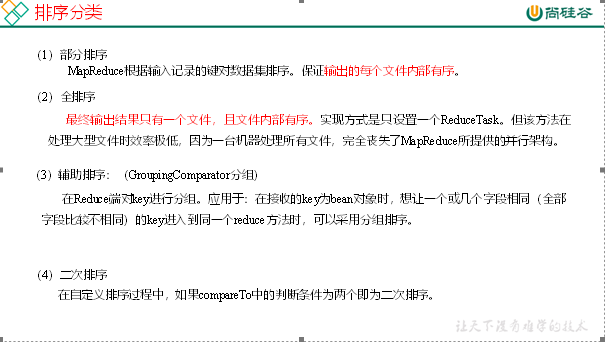 排序分类
尚硅谷
（1）部分排序
MapReduce根据输入记录的键对数据集排序。保证输出的每个文件内部有序。
（2）全排序
最终输出结果只有一个文件，且文件内部有序。实现方式是只设置一个ReduceTask。但该方法在
处理大型文件时效率极低，因为一台机器处理所有文件，完全丧失了MapReduce所提供的并行架构。
（3）辅助排序：（GroupingComparator分组）
在Reduce端对key进行分组。应用于：在接收的key为bean对象时，想让一个或几个字段相同（全部
字段比较不相同）的key进入到同一个reduce方法时，可以采用分组排序。
（4）二次排序
在自定义排序过程中，如果compareTo中的判断条件为两个即为二次排序。
让天下没有难学的技术